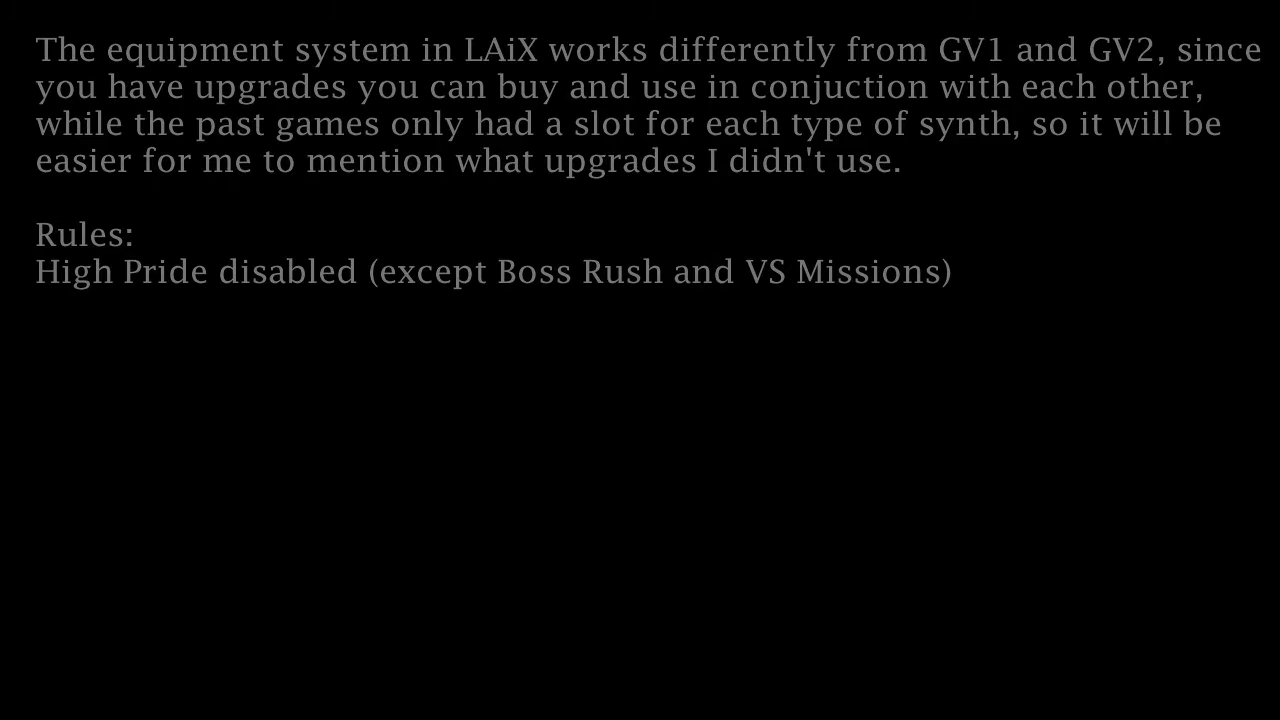 The equipment system in LAiX works differently from GV1 and GV2, since
you have upgrades you can buy and use in conjuction with each other,
while the past games only had a slot for each type of synth, so it will be
easier for me to mention what upgrades I didn't use.
Rules:
High Pride disabled (except Boss Rush and VS Missions)